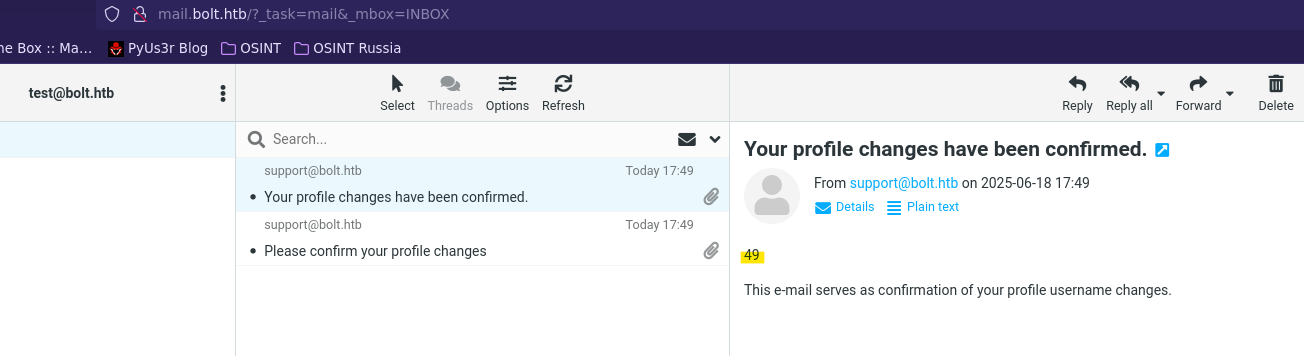 mail.bolt.htb/?_task=mail&_mbox=INBOX
ne Box :: Ma... PyUs3r Blog OSINT OSINT Russia
test@bolt.htb Select Threads Options Refresh Reply Reply all Forward Delete
Search...
Your profile changes have been confirmed.
support@bolt.htb Today 17:49
From support@bolt.htb on 2025-06-18 17:49
Your profile changes have been confirmed.
Details Plain text
support@bolt.htb Today 17:49
Please confirm your profile changes
49
This e-mail serves as confirmation of your profile username changes.